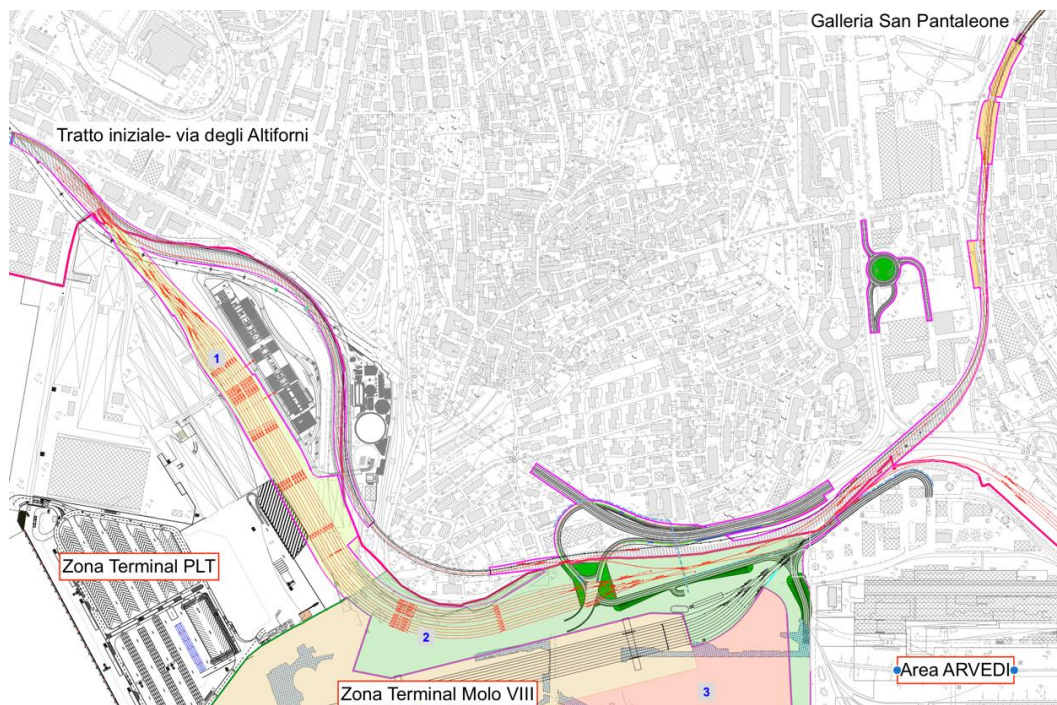 Galleria San Pantaleone
Tratto iniziale- via degli Altiforni
1
Zona Terminal PLT
2
Area ARVEDI
Zona Terminal Molo VIII
3